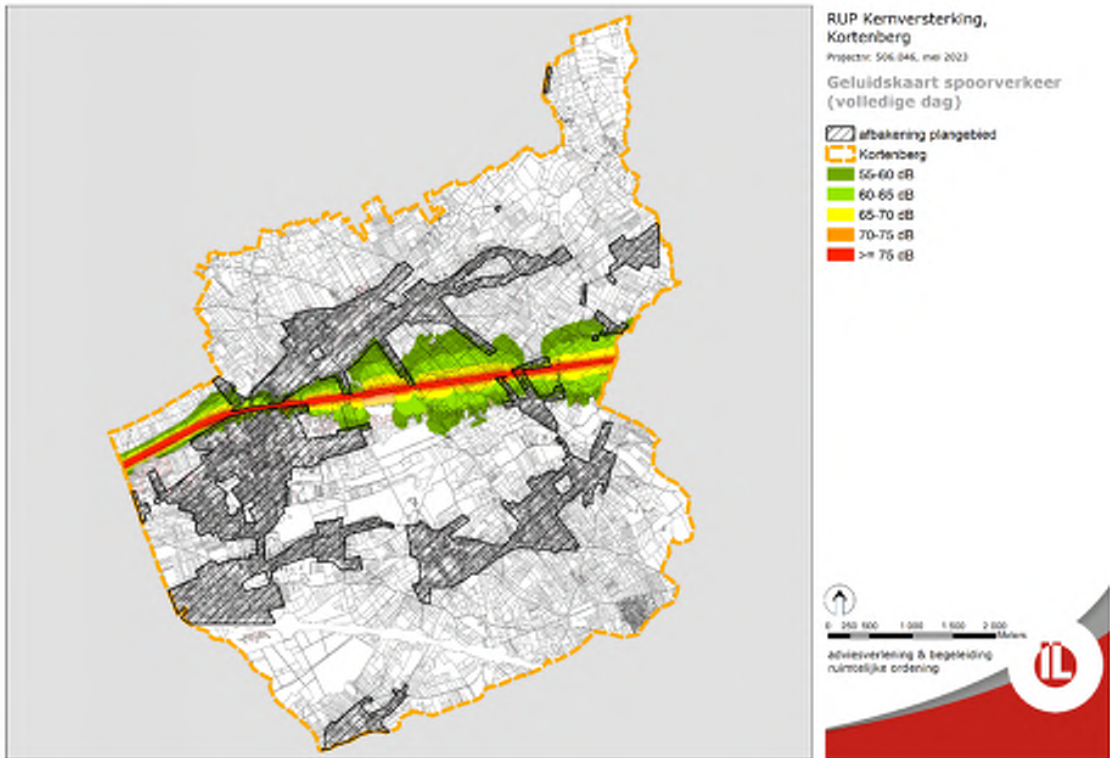 RUP Kernversterking,
Kortenberg
Projectnr. 506.046, mei 2023
Geluidskaart spoorverkeer
(volledige dag)
afbakening plangebied
Kortenberg
55-60 dB
60-65 dB
65-70 dB
70-75 dB
>= 75 dB
0 250 500 1 000 1 500 2 000
Meters
adviesverlening & begeleiding
ruimtelijke ordening
IL